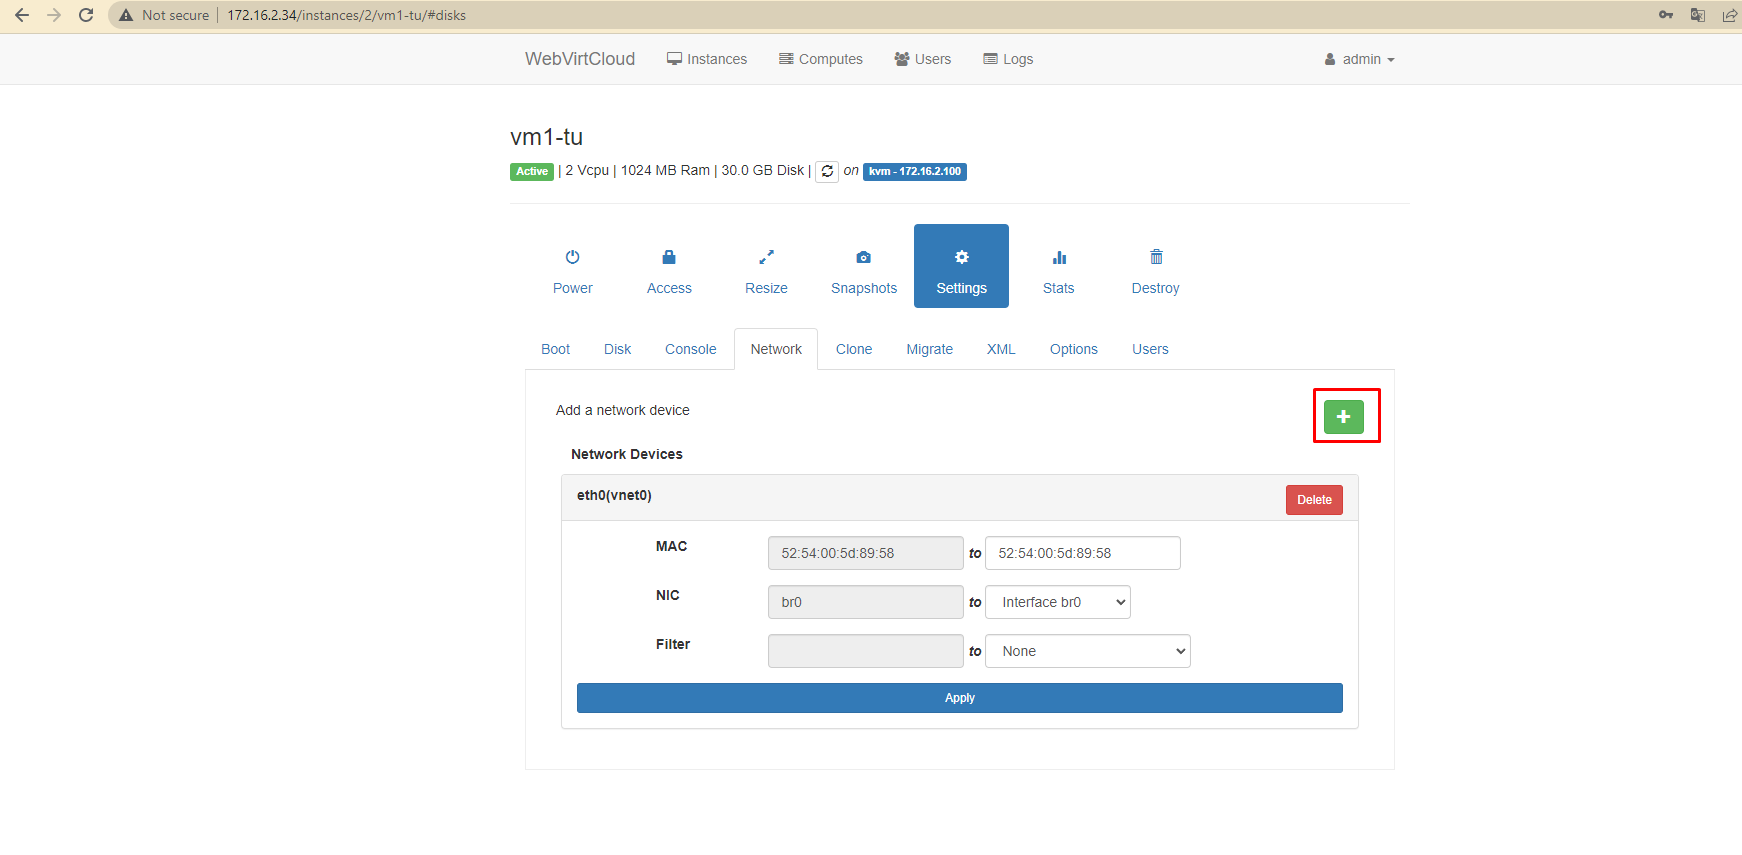 Not secure | 172.16.2.34/instances/2/vm1-tu/#disks
WebVirtCloud Instances Computes Users Logs admin
vm1-tu
Active | 2 Vcpu | 1024 MB Ram | 30.0 GB Disk | on kvm - 172.16.2.100
Power Access Resize Snapshots Settings Stats Destroy
Boot Disk Console Network Clone Migrate XML Options Users
Add a network device
Network Devices
eth0(vnet0) Delete
MAC 52:54:00:5d:89:58 to 52:54:00:5d:89:58
NIC br0 to Interface br0
Filter to None
Apply